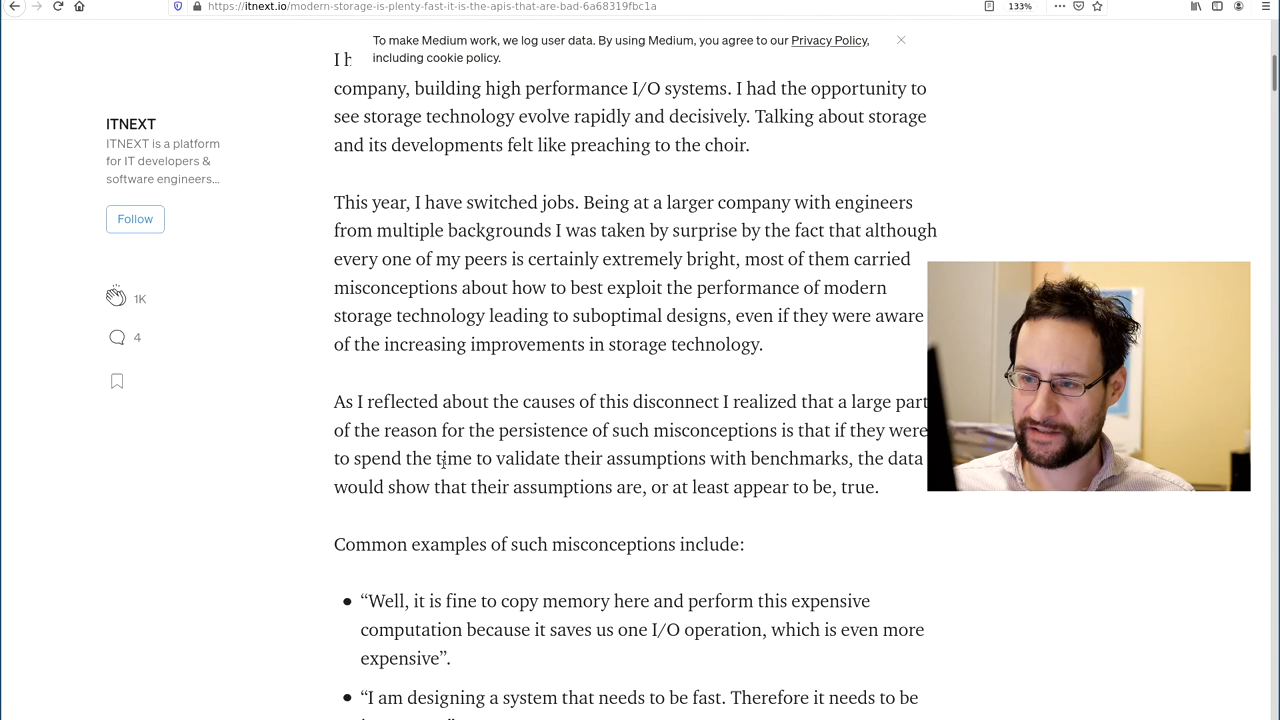 https://itnext.io/modern-storage-is-plenty-fast-it-is-the-apis-that-are-bad-6a68319fbc1a
133%
To make Medium work, we log user data. By using Medium, you agree to our Privacy Policy,
including cookie policy.
I h
company, building high performance I/O systems. I had the opportunity to
see storage technology evolve rapidly and decisively. Talking about storage
and its developments felt like preaching to the choir.
ITNEXT
ITNEXT is a platform
for IT developers &
software engineers...
Follow
1K
4
This year, I have switched jobs. Being at a larger company with engineers
from multiple backgrounds I was taken by surprise by the fact that although
every one of my peers is certainly extremely bright, most of them carried
misconceptions about how to best exploit the performance of modern
storage technology leading to suboptimal designs, even if they were aware
of the increasing improvements in storage technology.
As I reflected about the causes of this disconnect I realized that a large part
of the reason for the persistence of such misconceptions is that if they were
to spend the time to validate their assumptions with benchmarks, the data
would show that their assumptions are, or at least appear to be, true.
Common examples of such misconceptions include:
• “Well, it is fine to copy memory here and perform this expensive
computation because it saves us one I/O operation, which is even more
expensive”.
• “I am designing a system that needs to be fast. Therefore it needs to be